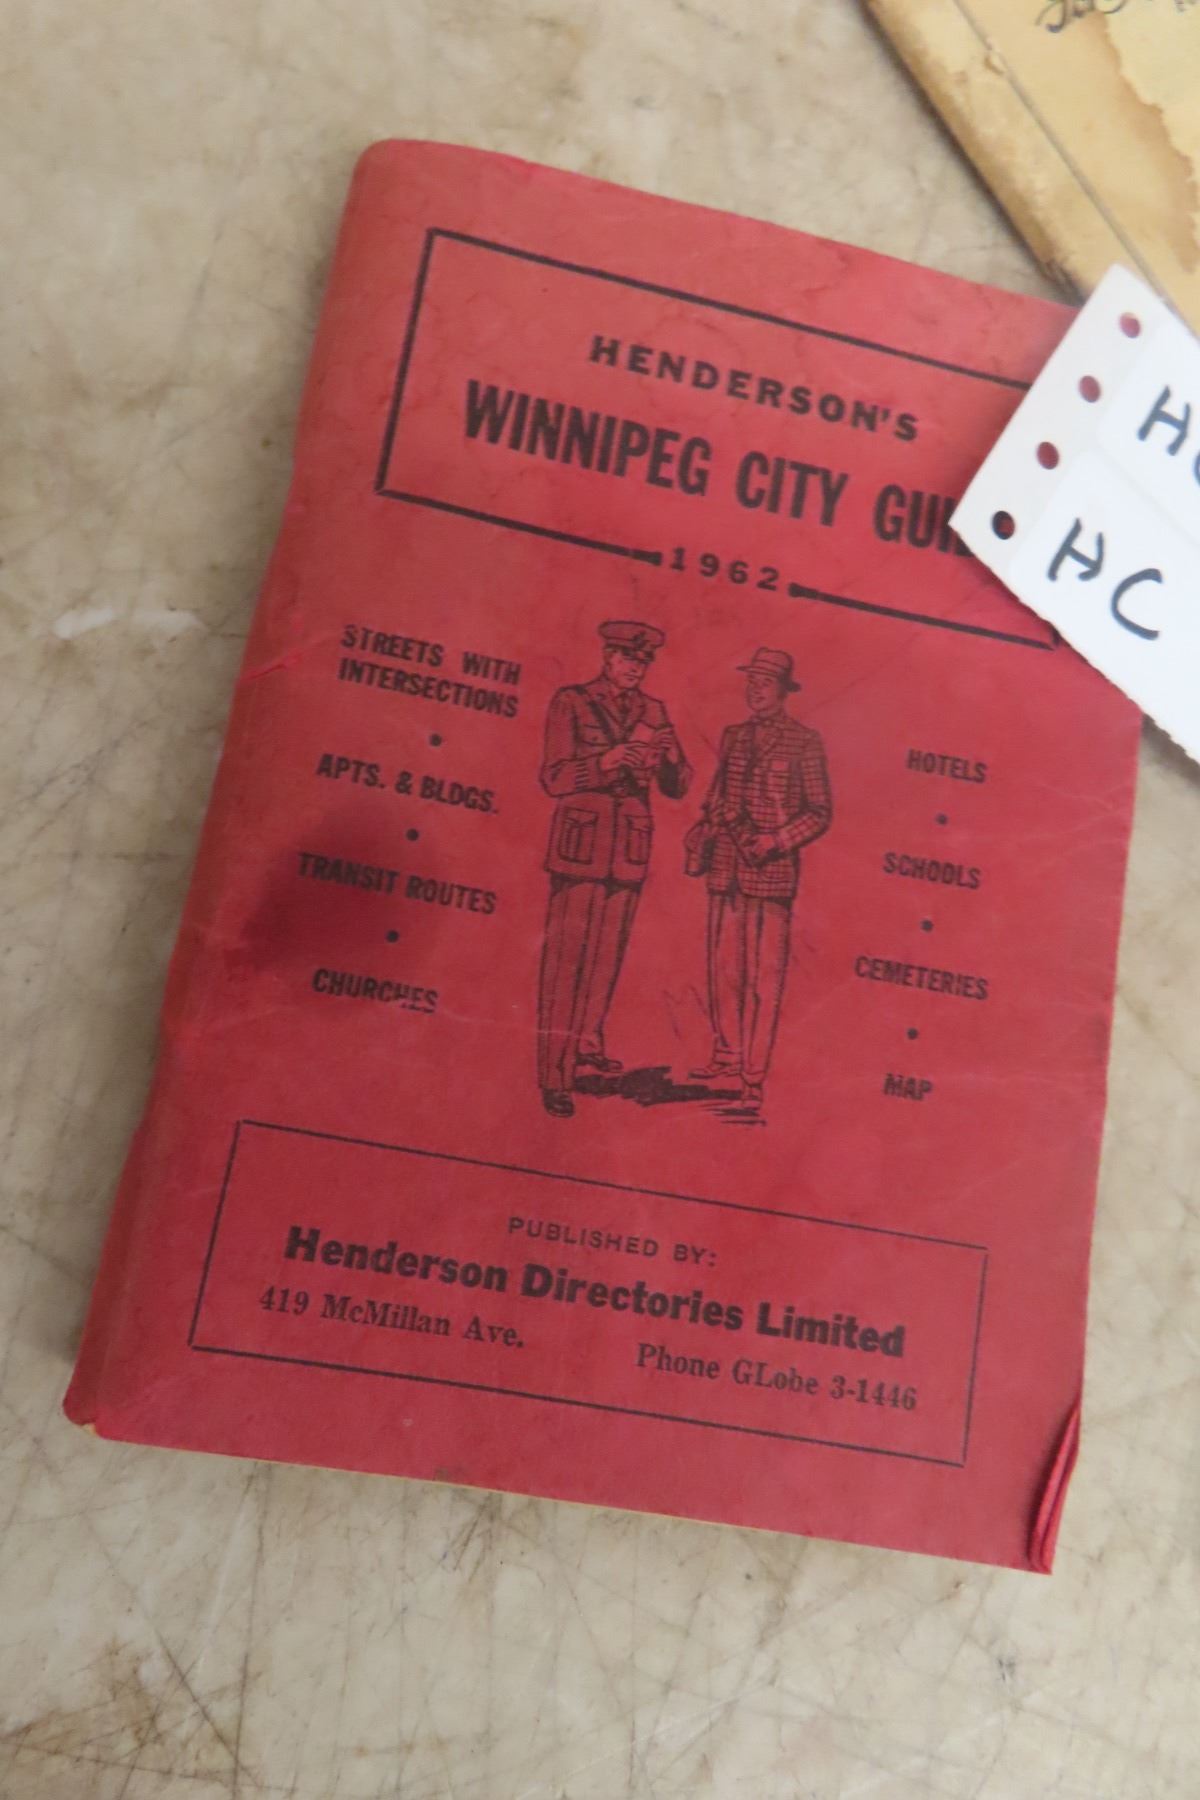 HENDERSON'S
WINNIPEG CITY GUI
1962
STREETS WITH
INTERSECTIONS
APTS. & BLDGS.
TRANSIT ROUTES
CHURCHES
HOTELS
SCHOOLS
CEMETERIES
MAP
PUBLISHED BY:
Henderson Directories Limited
419 McMillan Ave. Phone GLobe 3-1446
HC